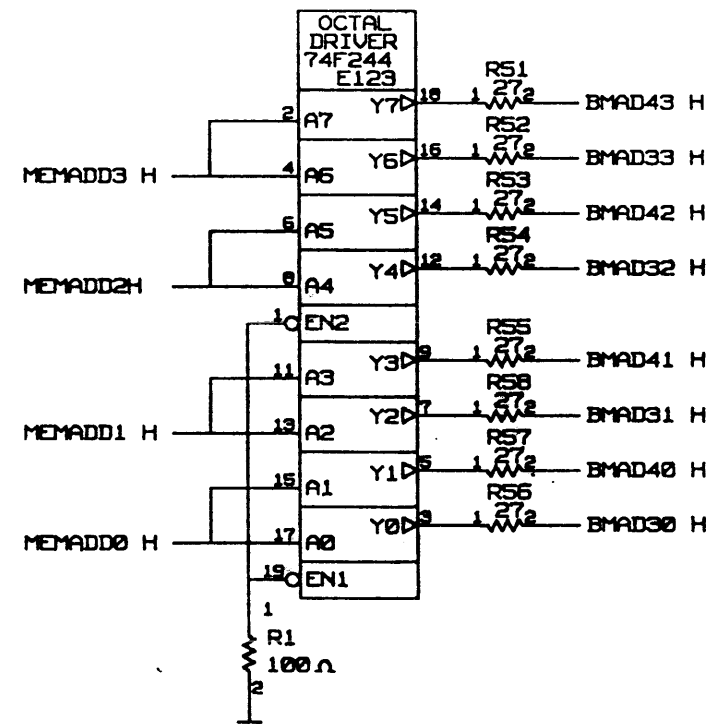 OCTAL
DRIVER
74F244
E123
2 A7 Y7 18 1 R51 27 2 BMAD43 H
MEMADD3 H 4 A6 Y6 16 1 R52 27 2 BMAD33 H
6 A5 Y5 14 1 R53 27 2 BMAD42 H
MEMADD2H 8 A4 Y4 12 1 R54 27 2 BMAD32 H
1 EN2
11 A3 Y3 9 1 R55 27 2 BMAD41 H
MEMADD1 H 13 A2 Y2 7 1 R58 27 2 BMAD31 H
15 A1 Y1 5 1 R57 27 2 BMAD40 H
MEMADD0 H 17 A0 Y0 3 1 R56 27 2 BMAD30 H
19 EN1
1
R1
100Ω
2